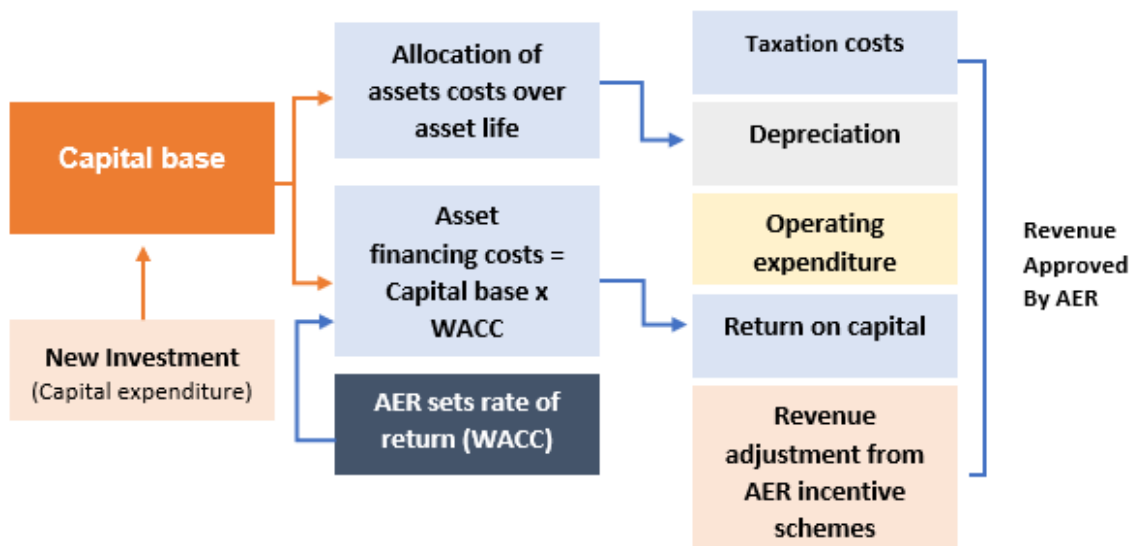 Capital base
New Investment
(Capital expenditure)
Allocation of
assets costs over
asset life
Asset
financing costs =
Capital base x
WACC
AER sets rate of
return (WACC)
Taxation costs
Depreciation
Operating
expenditure
Return on capital
Revenue
adjustment from
AER incentive
schemes
Revenue
Approved
By AER